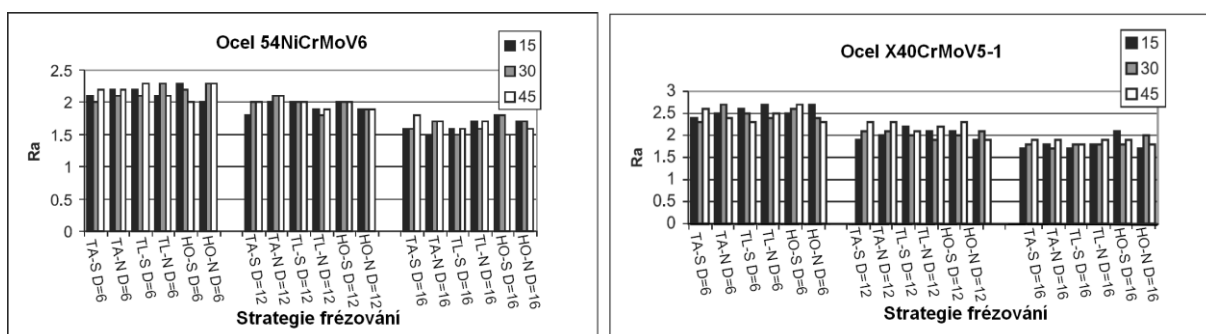 Ocel 54NiCrMoV6
15
30
45
2.5
2
1.5
1
0.5
0
Ra
TA-S D=6
TA-N D=6
TL-S D=6
TL-N D=6
HO-S D=6
HO-N D=6
TA-S D=12
TA-N D=12
TL-S D=12
TL-N D=12
HO-S D=12
HO-N D=12
TA-S D=16
TA-N D=16
TL-S D=16
TL-N D=16
HO-S D=16
HO-N D=16
Strategie frézování
Ocel X40CrMoV5-1
15
30
45
3
2.5
2
1.5
1
0.5
0
Ra
TA-S D=6
TA-N D=6
TL-S D=6
TL-N D=6
HO-S D=6
HO-N D=6
TA-S D=12
TA-N D=12
TL-S D=12
TL-N D=12
HO-S D=12
HO-N D=12
TA-S D=16
TA-N D=16
TL-S D=16
TL-N D=16
HO-S D=16
HO-N D=16
Strategie frézování